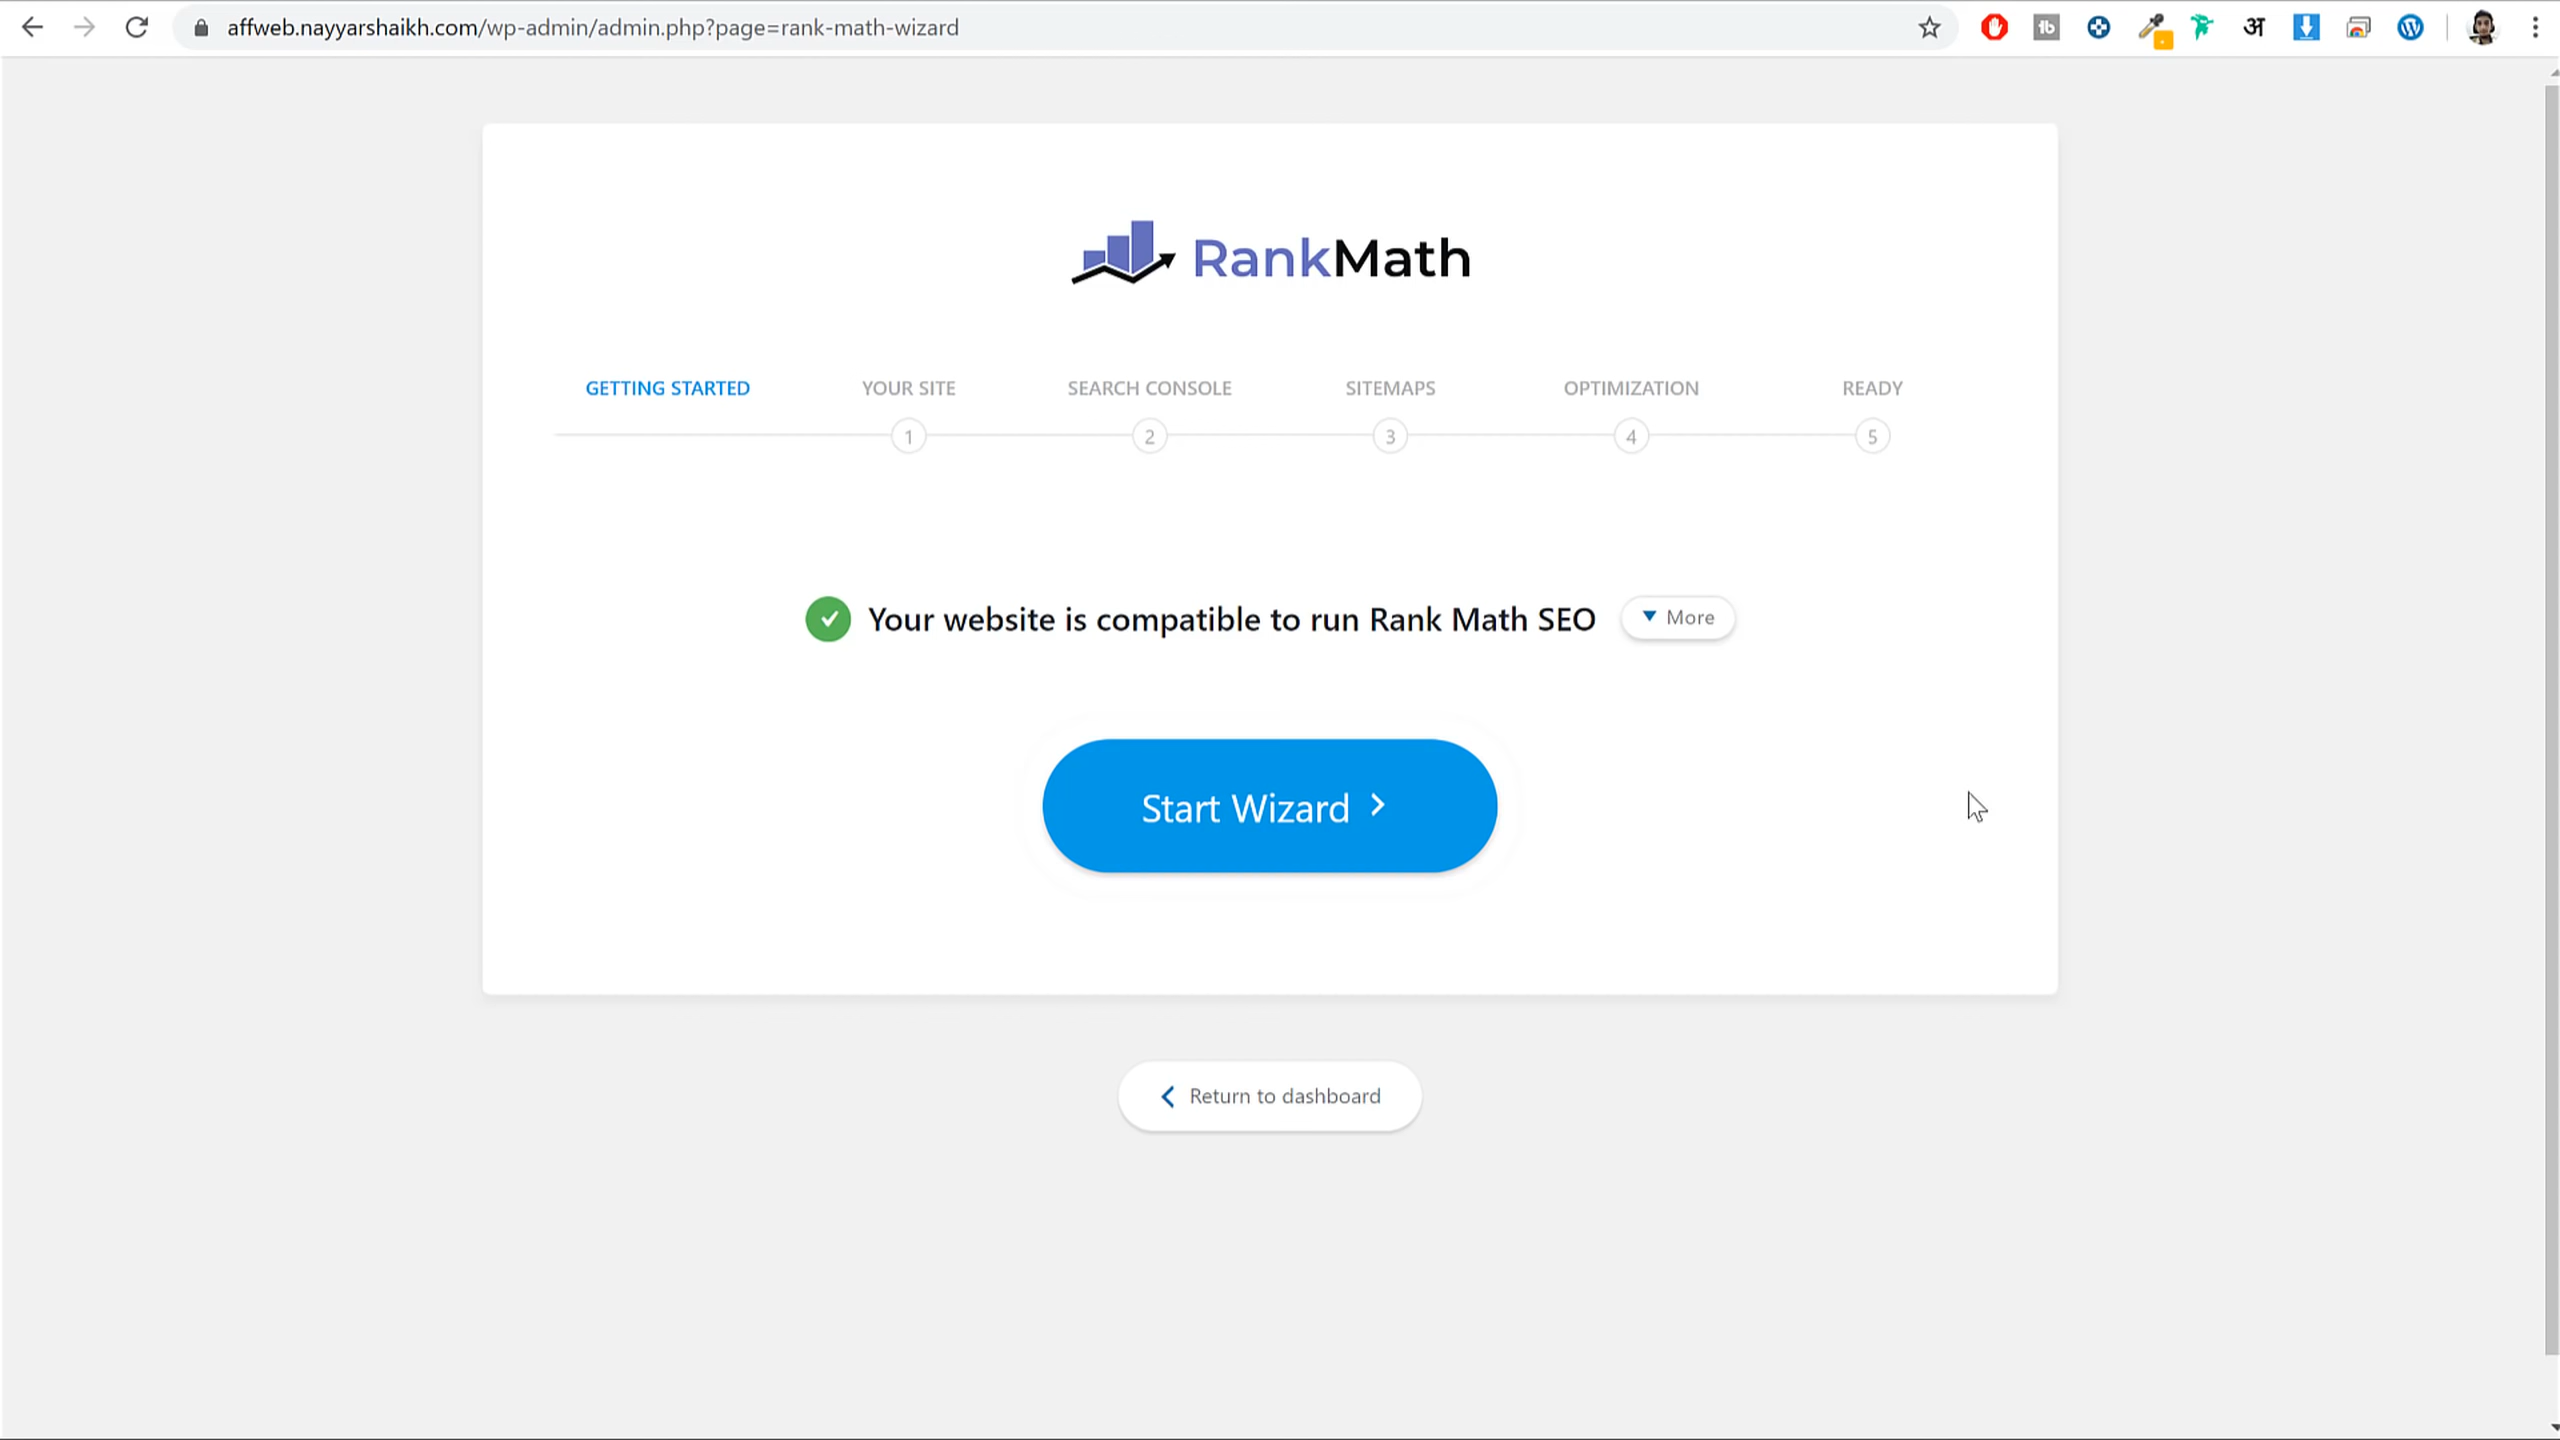 affweb.nayyarshaikh.com/wp-admin/admin.php?page=rank-math-wizard
tb
अ
RankMath
GETTING STARTED
YOUR SITE
SEARCH CONSOLE
SITEMAPS
OPTIMIZATION
READY
1
2
3
4
5
Your website is compatible to run Rank Math SEO
More
Start Wizard
Return to dashboard